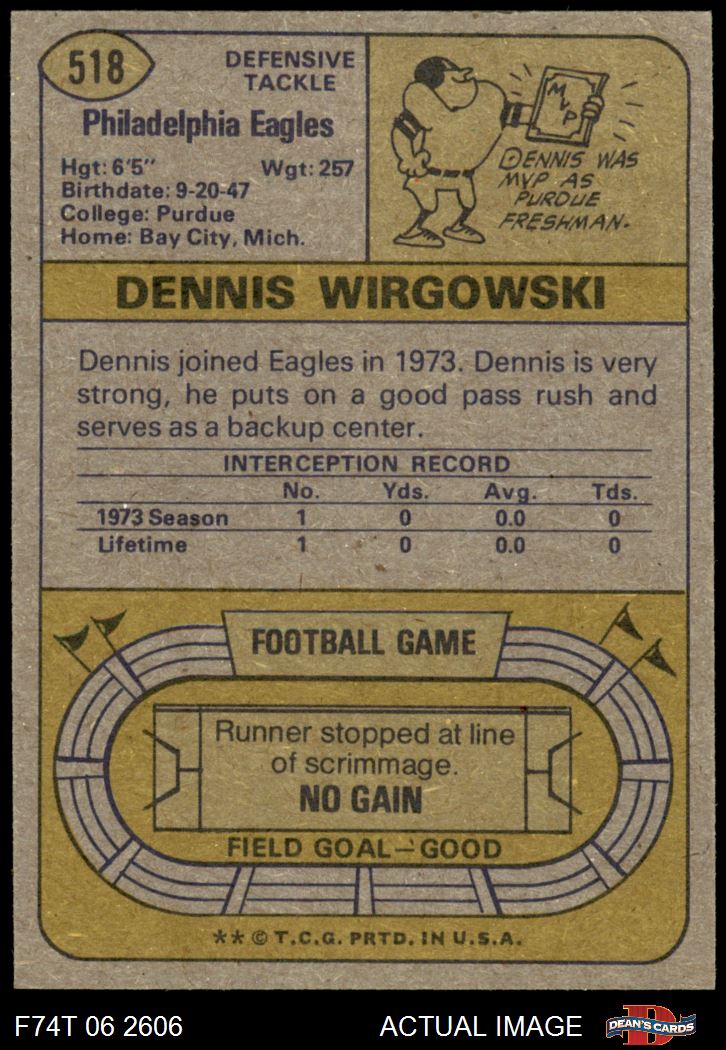 518
DEFENSIVE
TACKLE
Philadelphia Eagles
Hgt: 6'5" Wgt: 257
Birthdate: 9-20-47
College: Purdue
Home: Bay City, Mich.
MVP
DENNIS WAS
MVP AS
PURDUE
FRESHMAN.
DENNIS WIRGOWSKI
Dennis joined Eagles in 1973. Dennis is very
strong, he puts on a good pass rush and
serves as a backup center.
INTERCEPTION RECORD
No. Yds. Avg. Tds.
1973 Season 1 0 0.0 0
Lifetime 1 0 0.0 0
FOOTBALL GAME
Runner stopped at line
of scrimmage.
NO GAIN
FIELD GOAL—GOOD
** © T.C.G. PRTD. IN U.S.A.
F74T 06 2606 ACTUAL IMAGE D DEAN'S CARDS